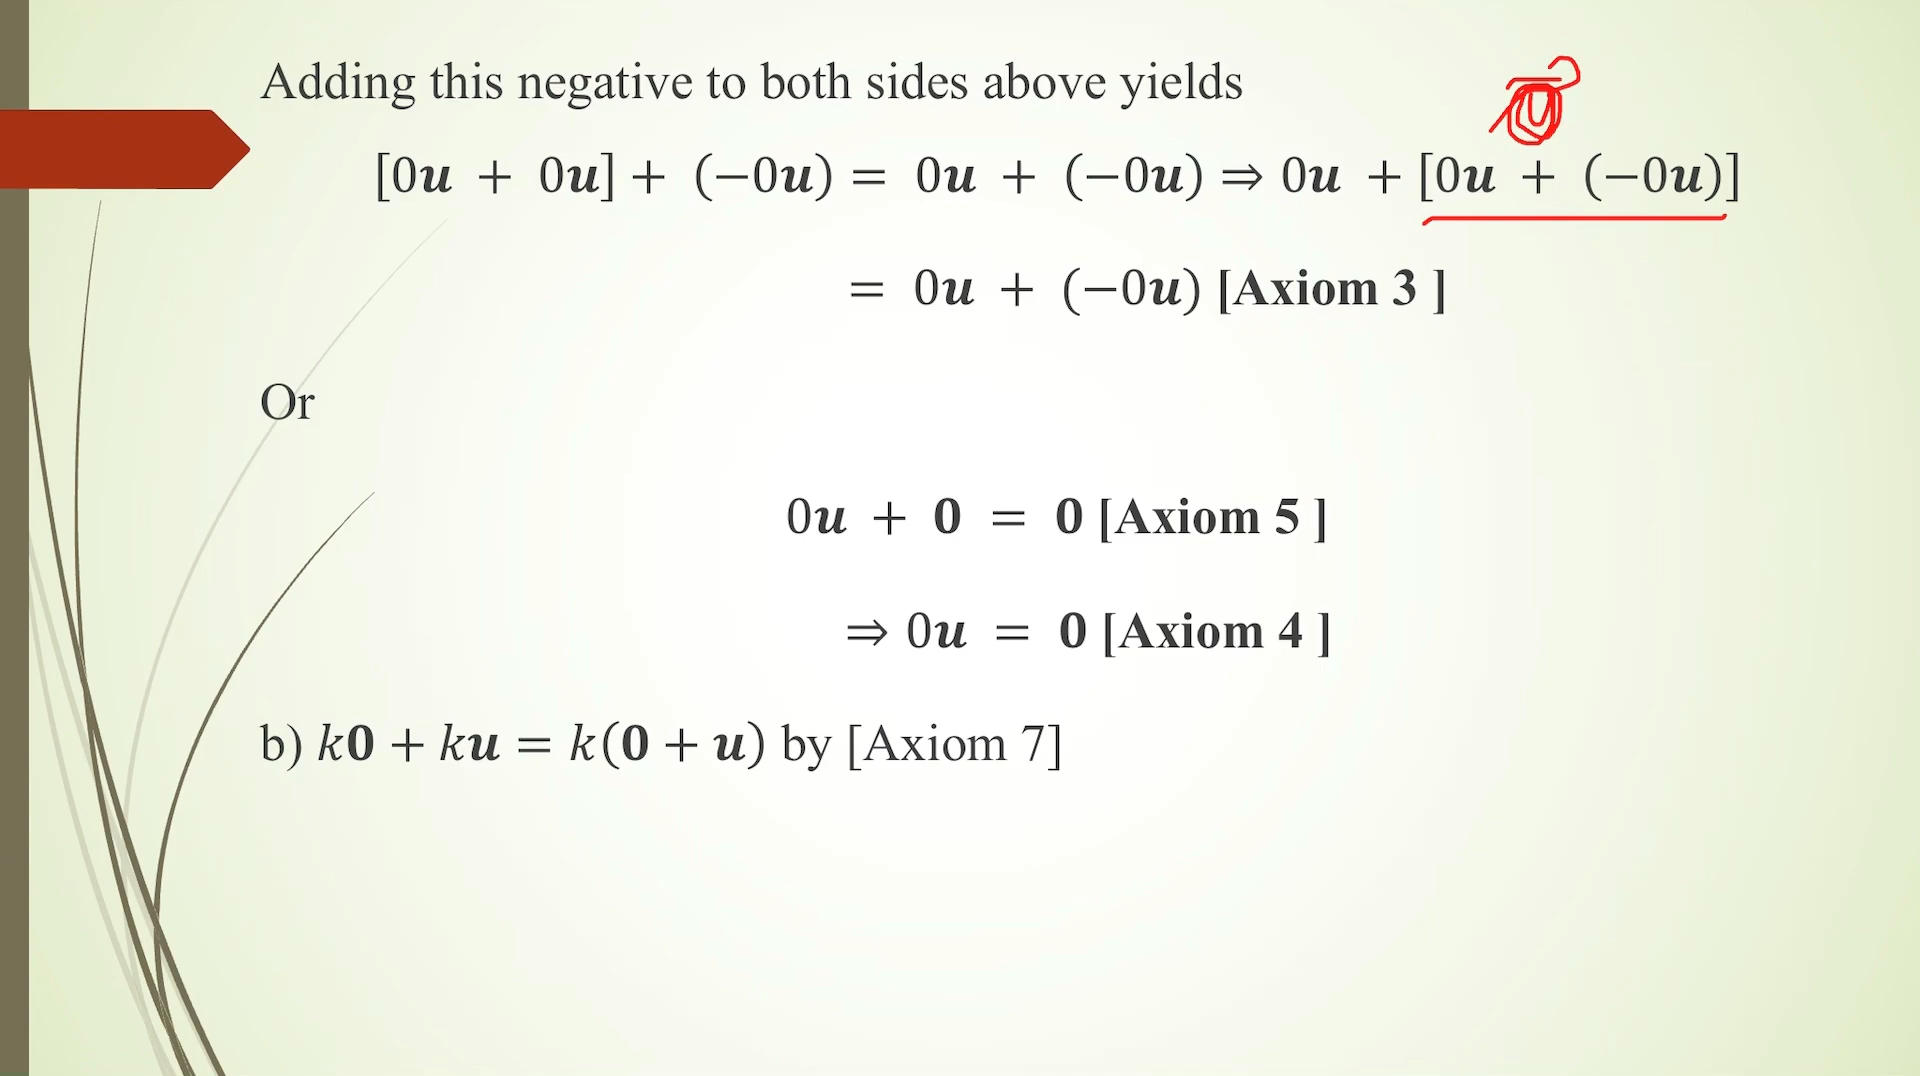 Adding this negative to both sides above yields
[0𝒖 + 0𝒖] + (−0𝒖) = 0𝒖 + (−0𝒖) ⇒ 0𝒖 + [0𝒖 + (−0𝒖)]
= 0𝒖 + (−0𝒖) [Axiom 3 ]
Or
0𝒖 + 𝟎 = 𝟎 [Axiom 5 ]
⇒ 0𝒖 = 𝟎 [Axiom 4 ]
b) 𝑘𝟎 + 𝑘𝒖 = 𝑘(𝟎 + 𝒖) by [Axiom 7]